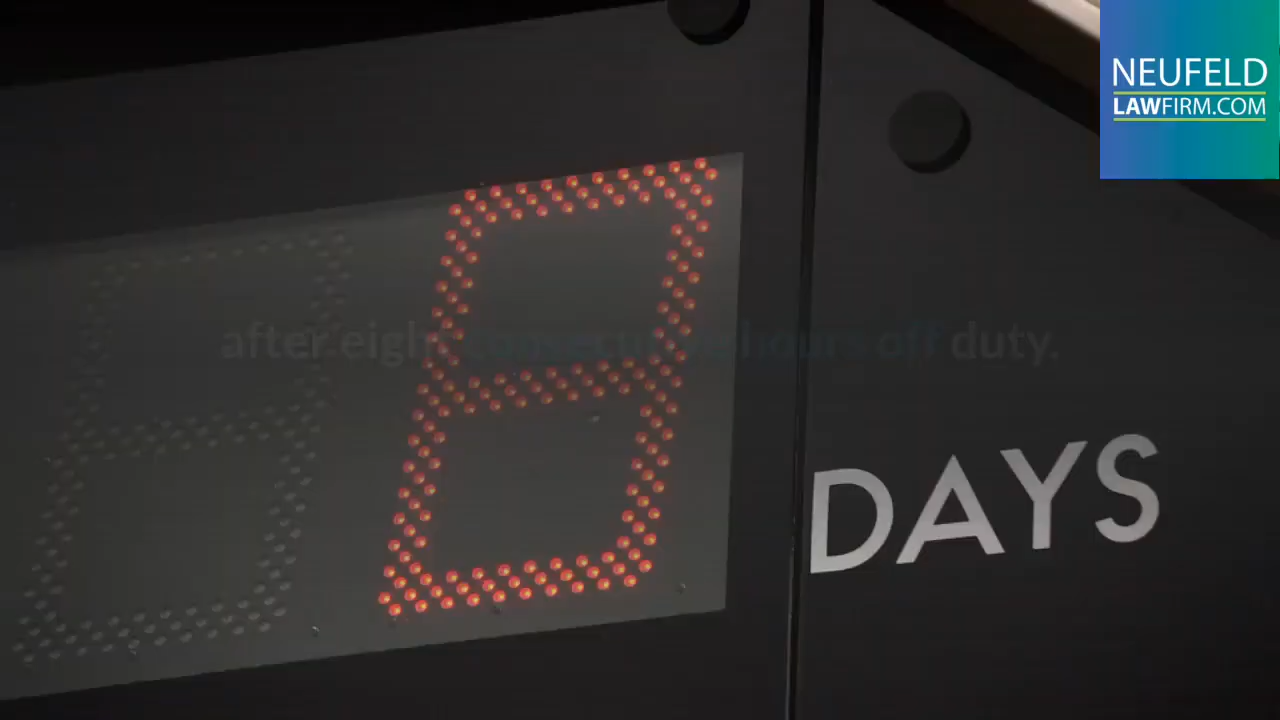 NEUFELD
LAWFIRM.COM
8
after eight consecutive hours off duty.
DAYS